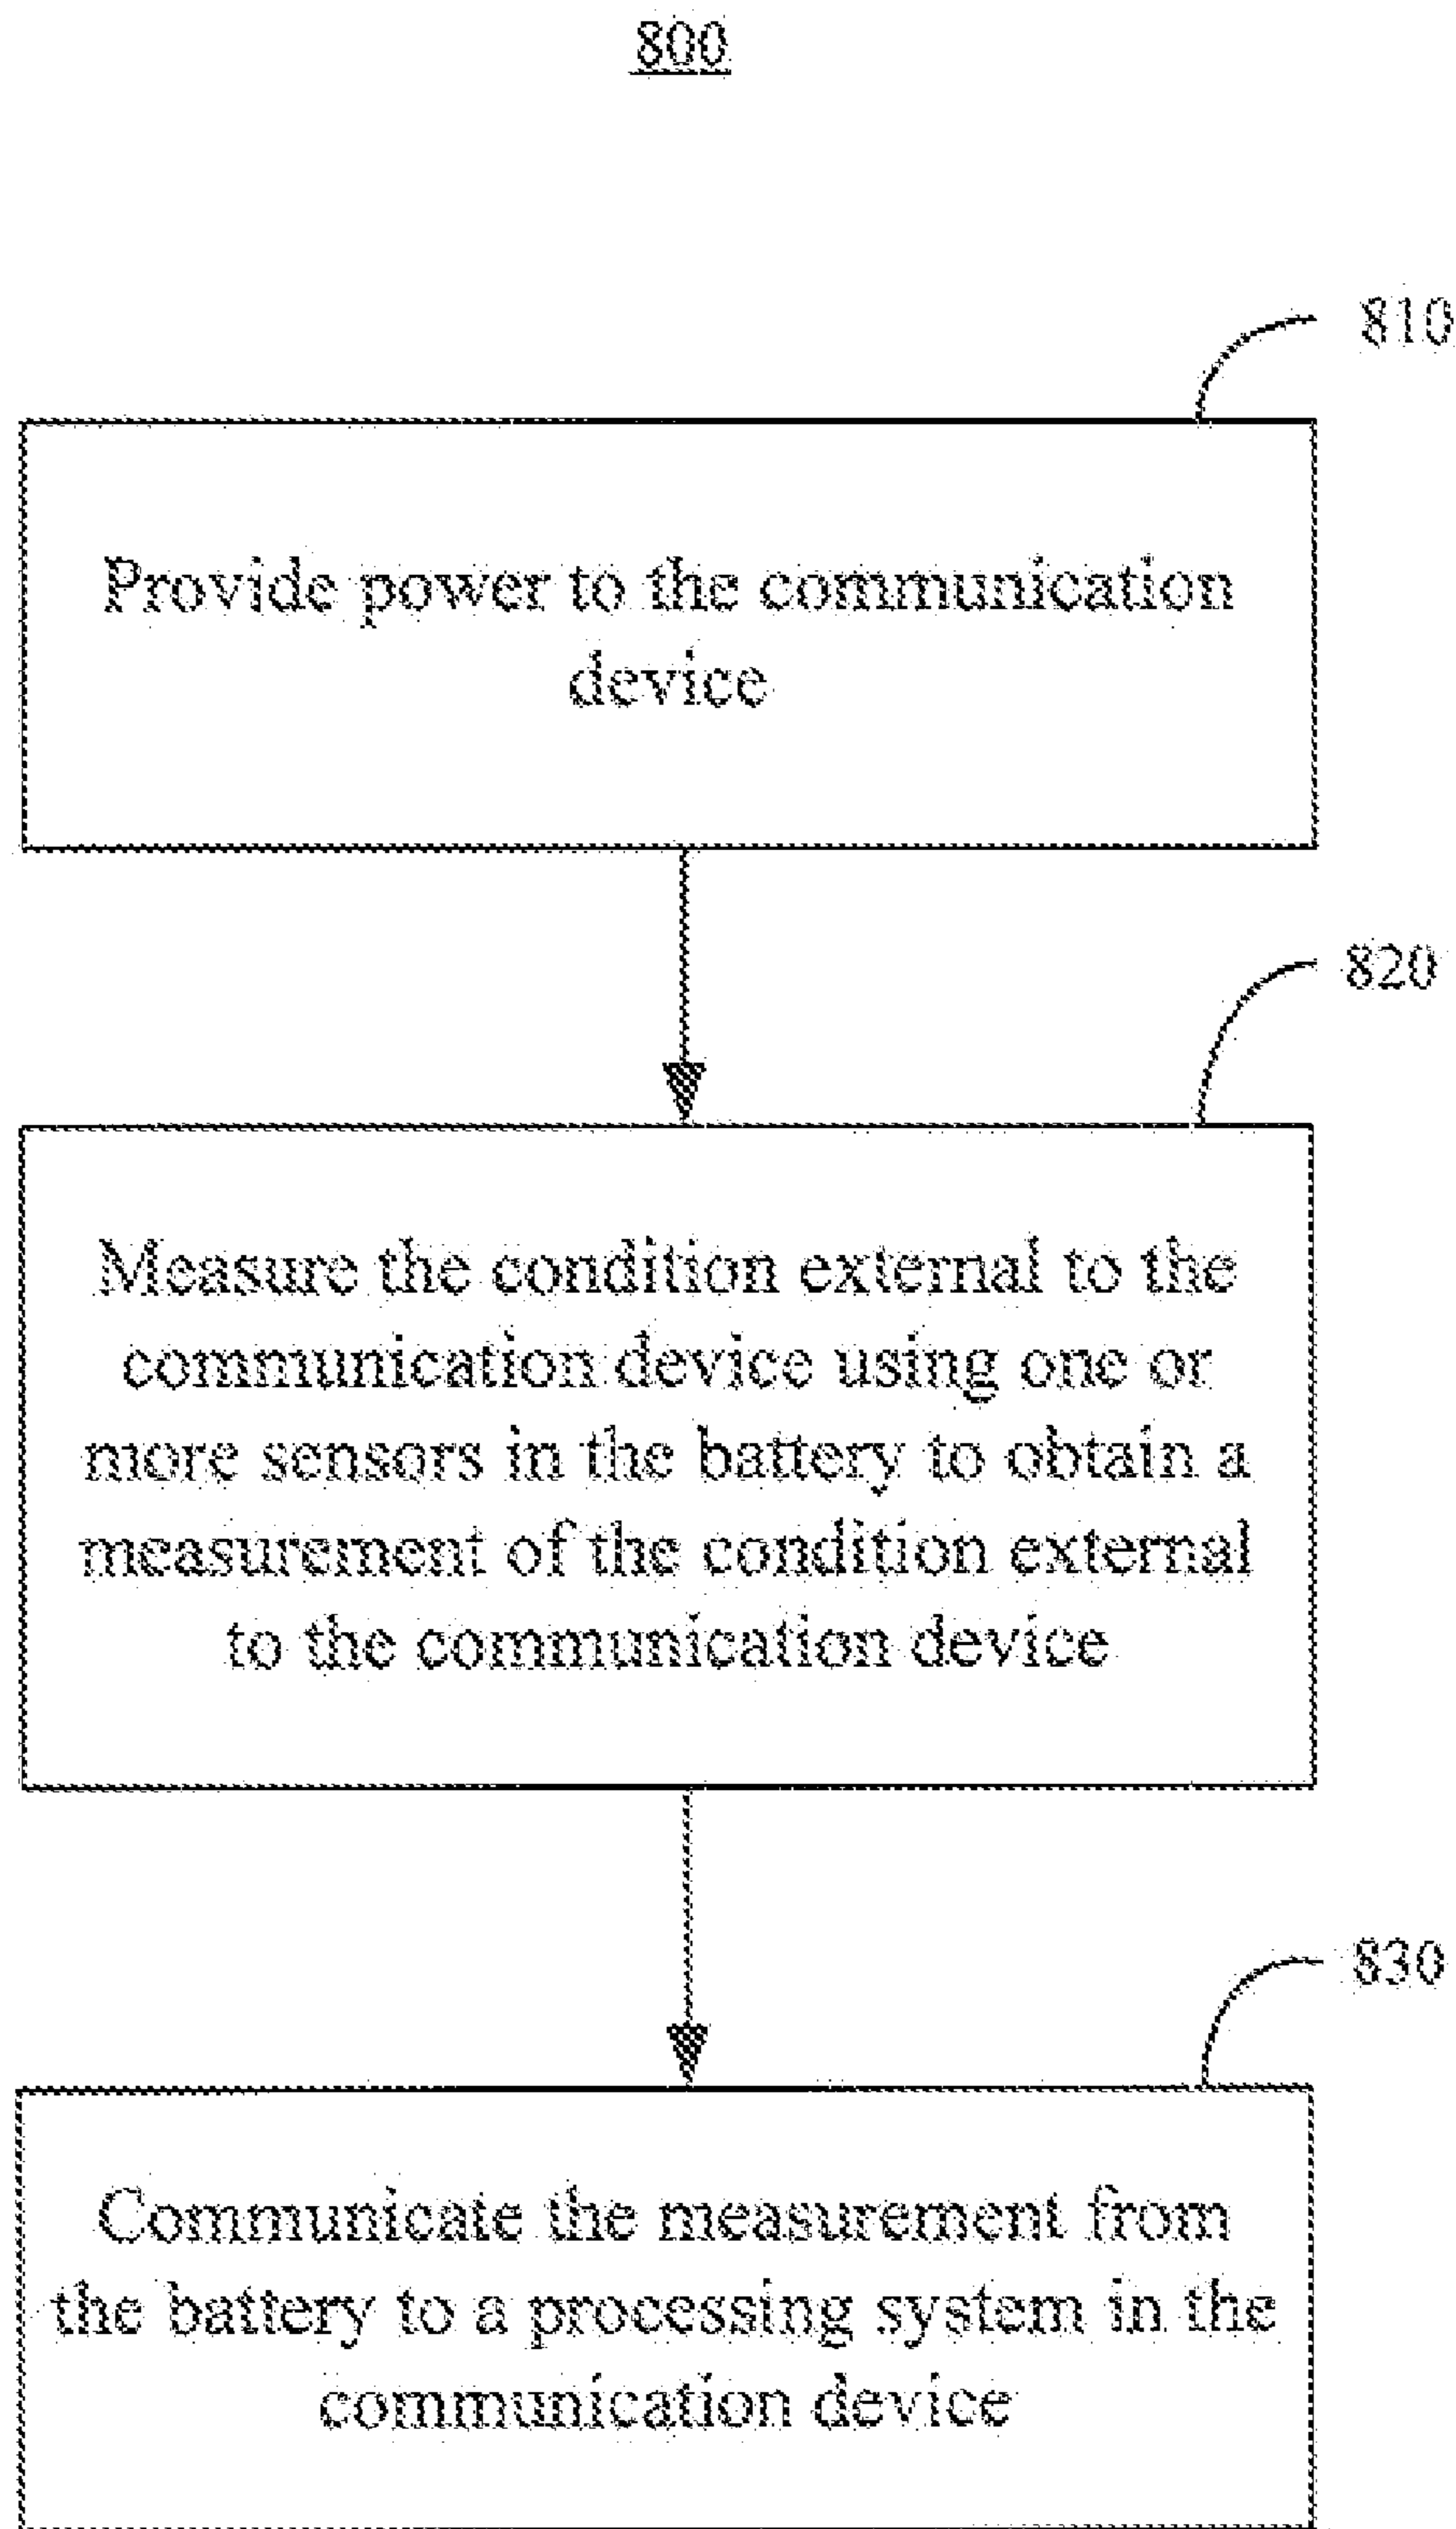 800
810
Provide power to the communication
device
820
Measure the condition external to the
communication device using one or
more sensors in the battery to obtain a
measurement of the condition external
to the communication device
830
Communicate the measurement from
the battery to a processing system in the
communication device